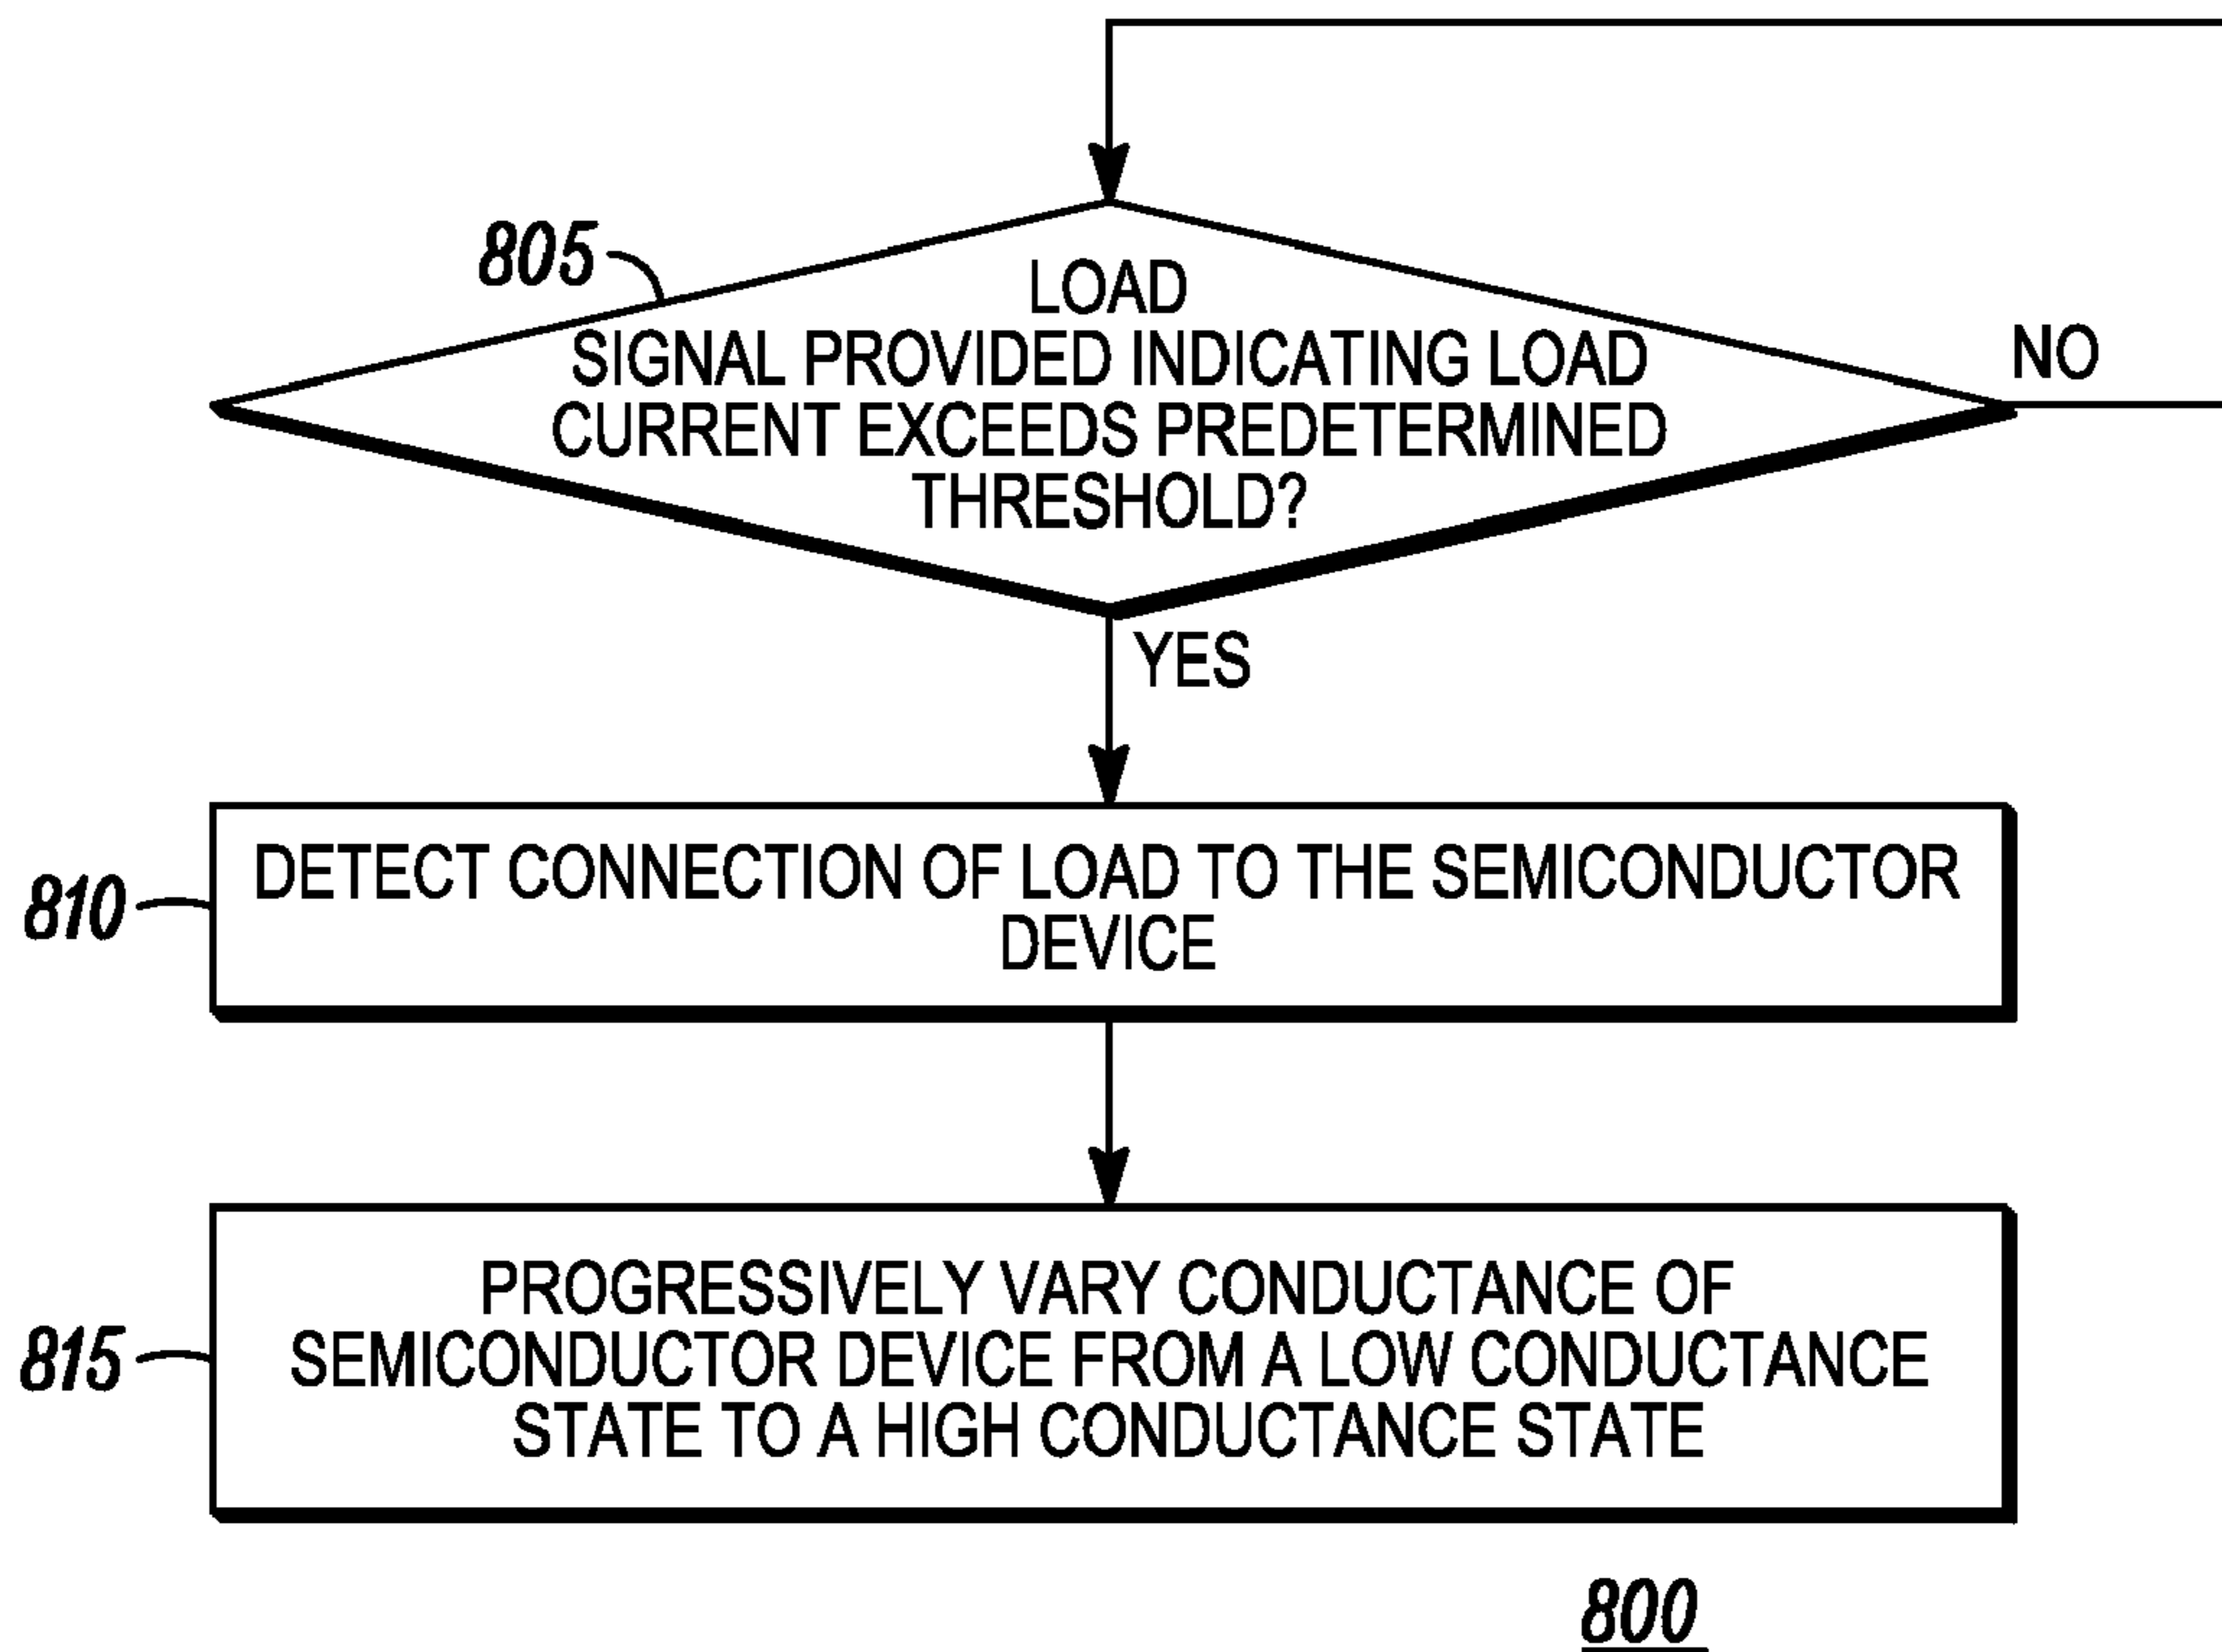 805
LOAD
SIGNAL PROVIDED INDICATING LOAD
CURRENT EXCEEDS PREDETERMINED
THRESHOLD?
NO
YES
810
DETECT CONNECTION OF LOAD TO THE SEMICONDUCTOR
DEVICE
815
PROGRESSIVELY VARY CONDUCTANCE OF
SEMICONDUCTOR DEVICE FROM A LOW CONDUCTANCE
STATE TO A HIGH CONDUCTANCE STATE
800